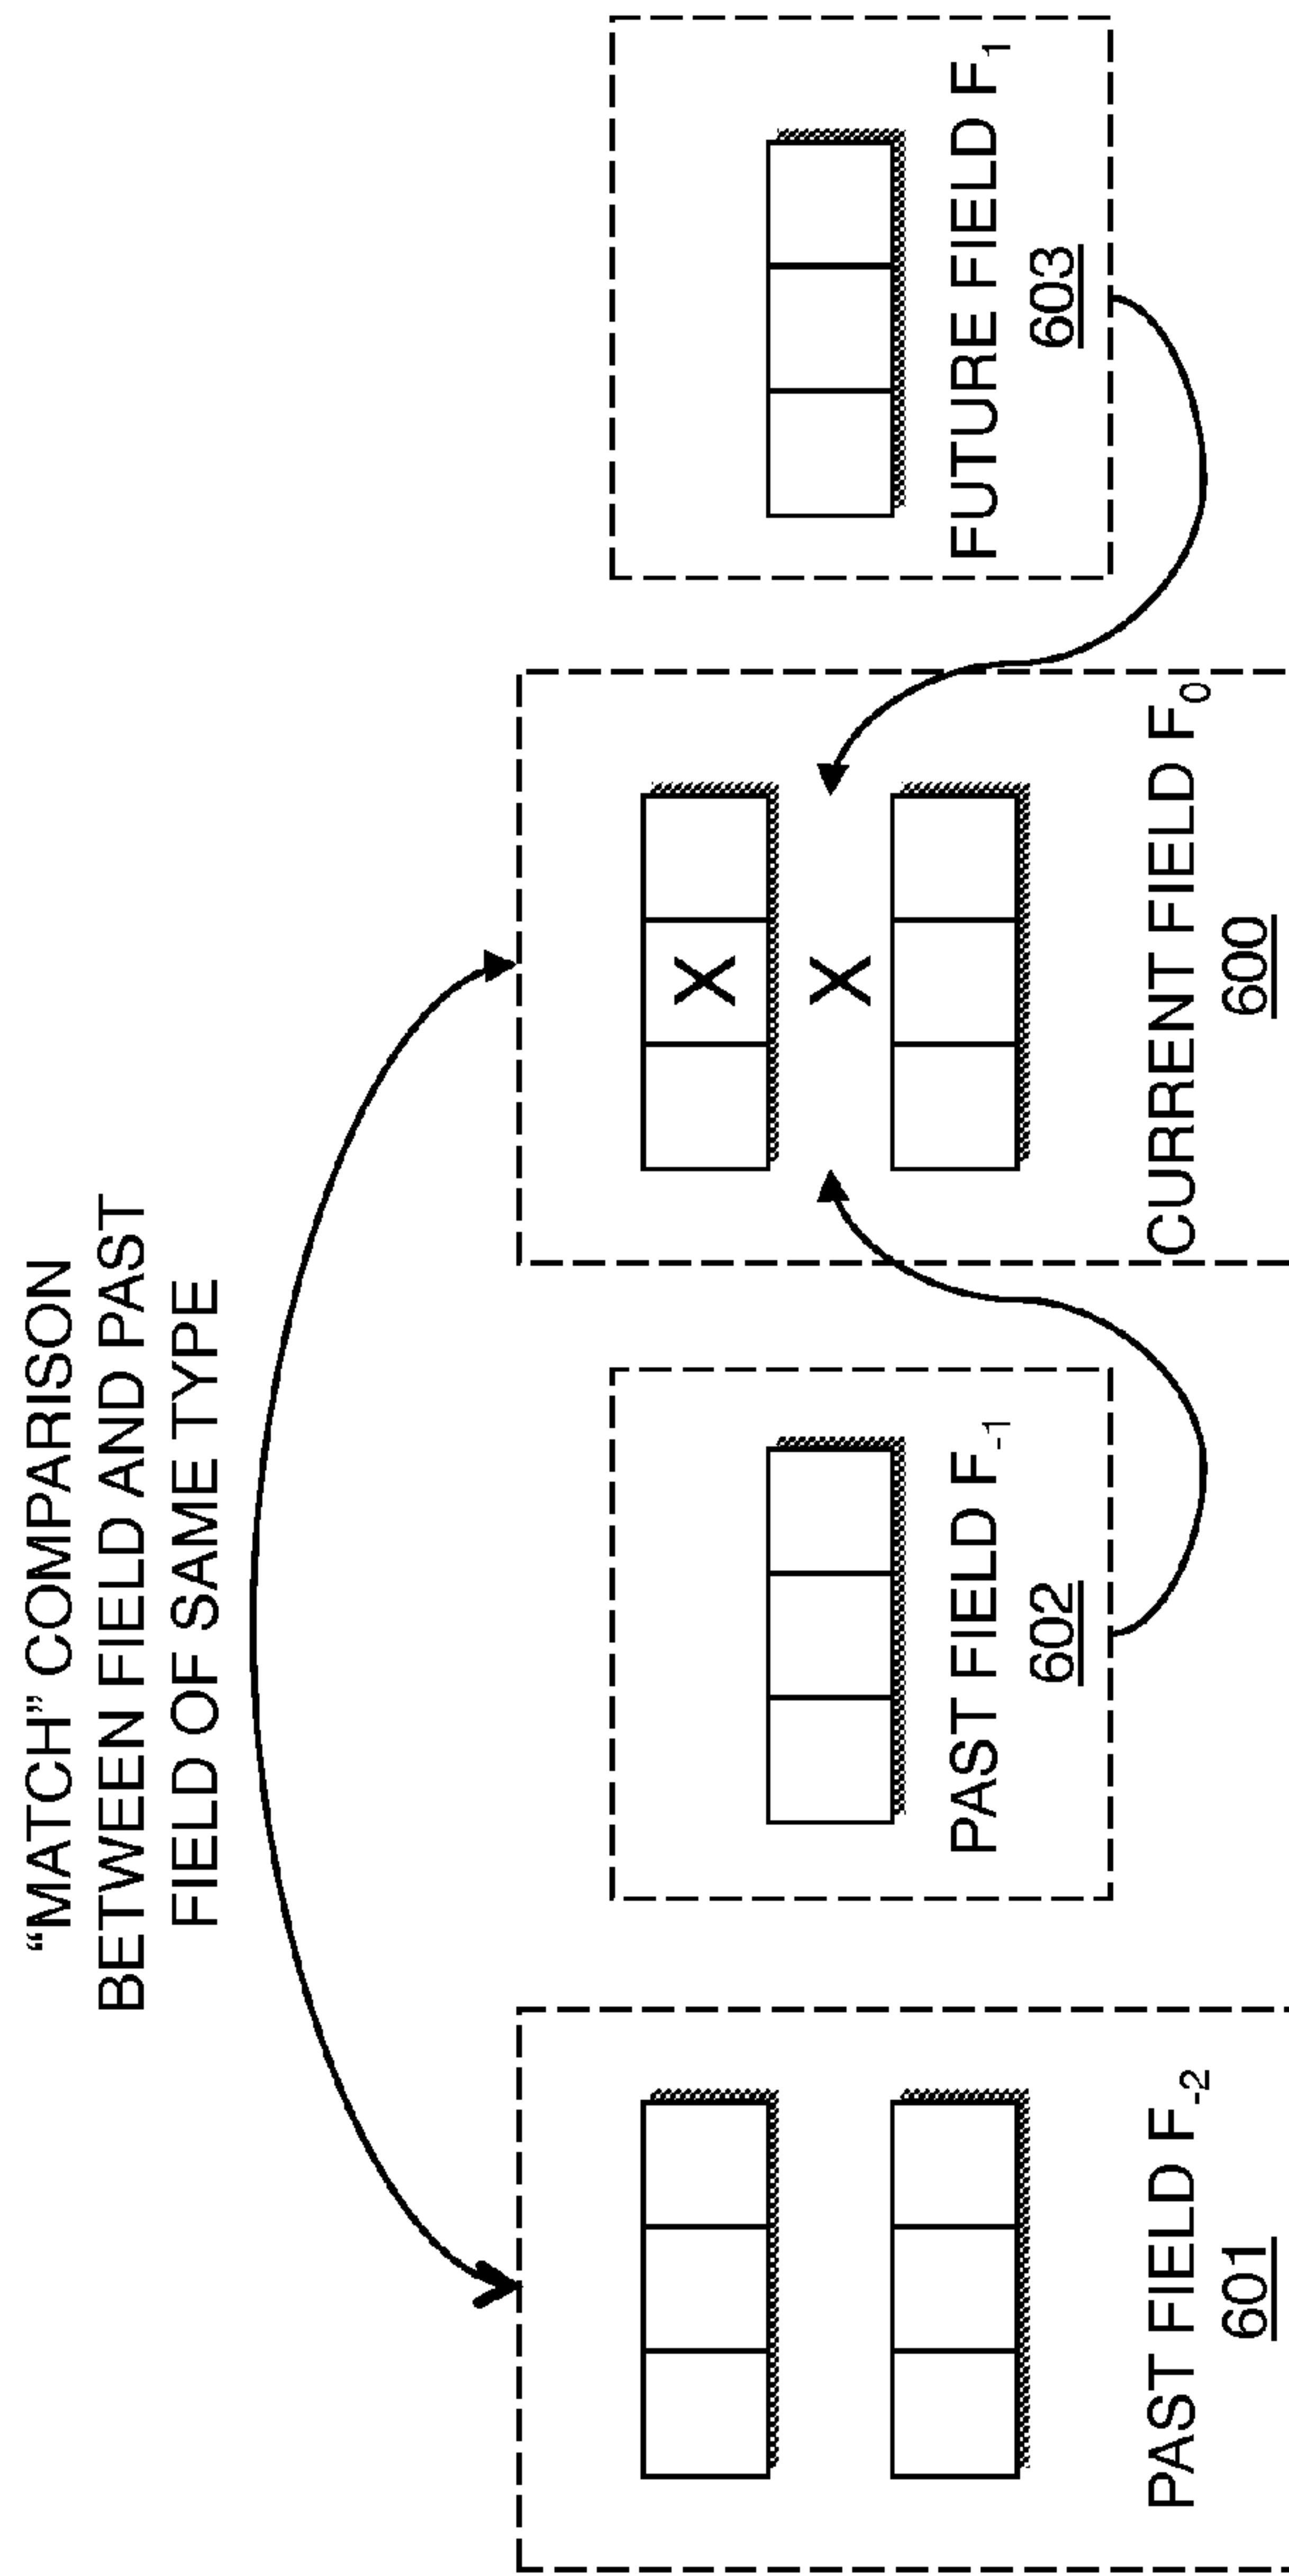 “MATCH” COMPARISON
BETWEEN FIELD AND PAST
FIELD OF SAME TYPE
PAST FIELD F-2
601
PAST FIELD F-1
602
X
X
CURRENT FIELD F0
600
FUTURE FIELD F1
603